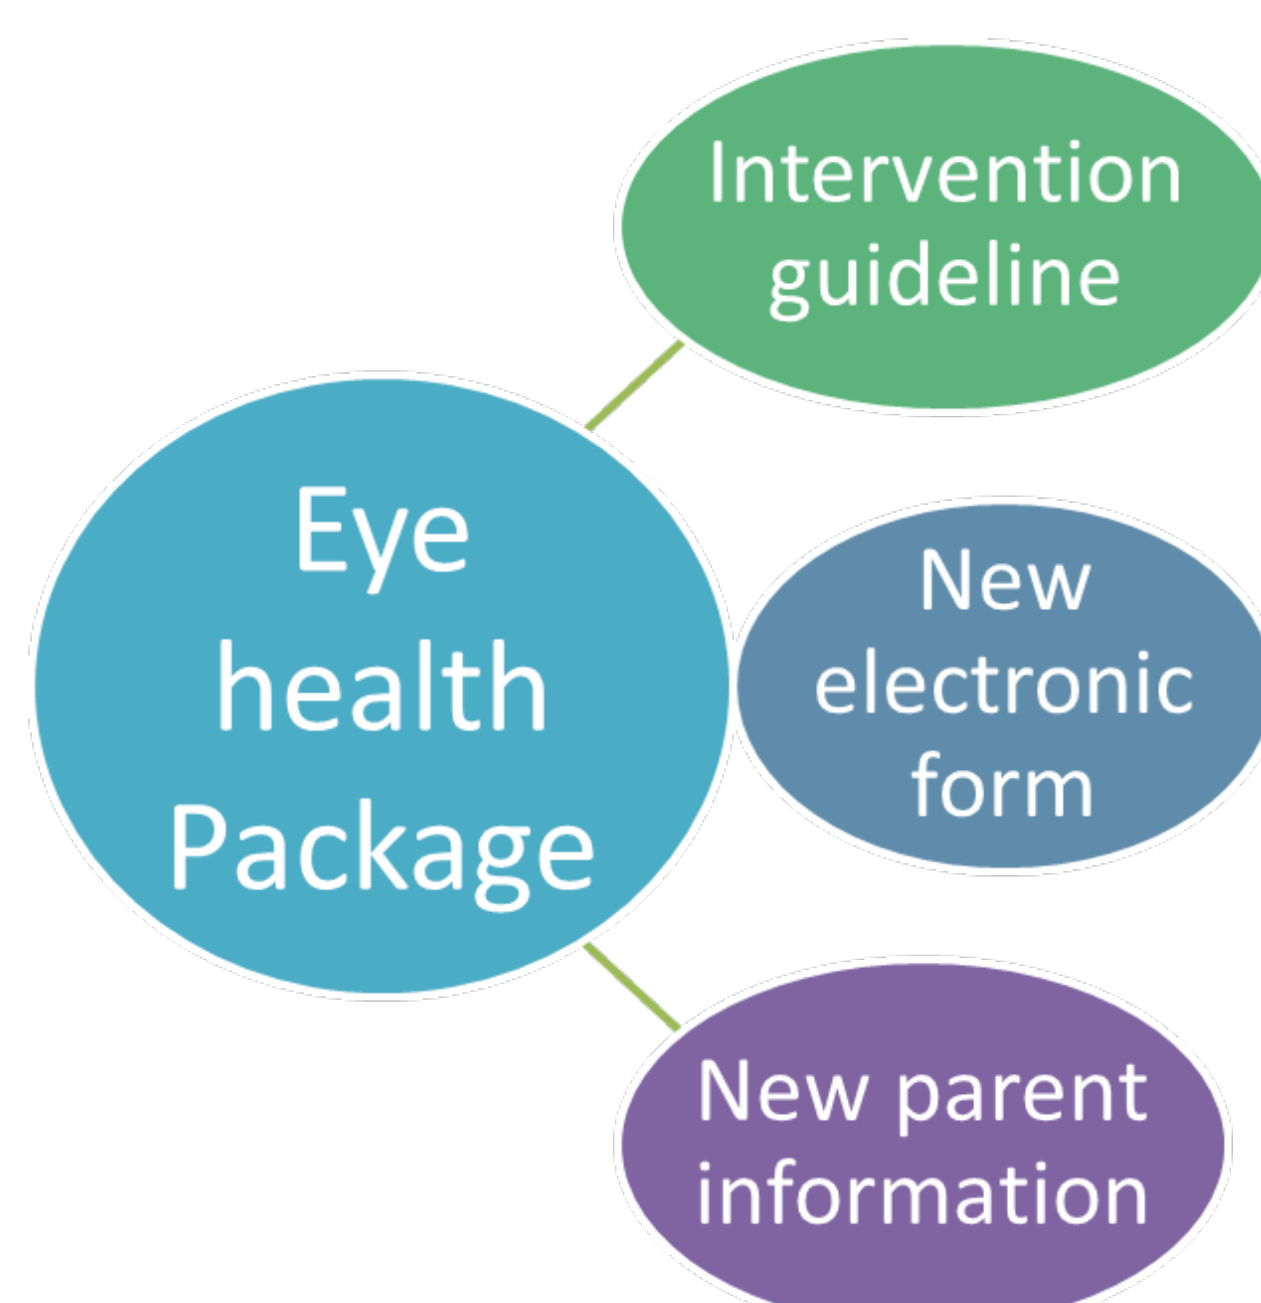 Intervention
guideline
Eye
health
Package
New
electronic
form
New parent
information